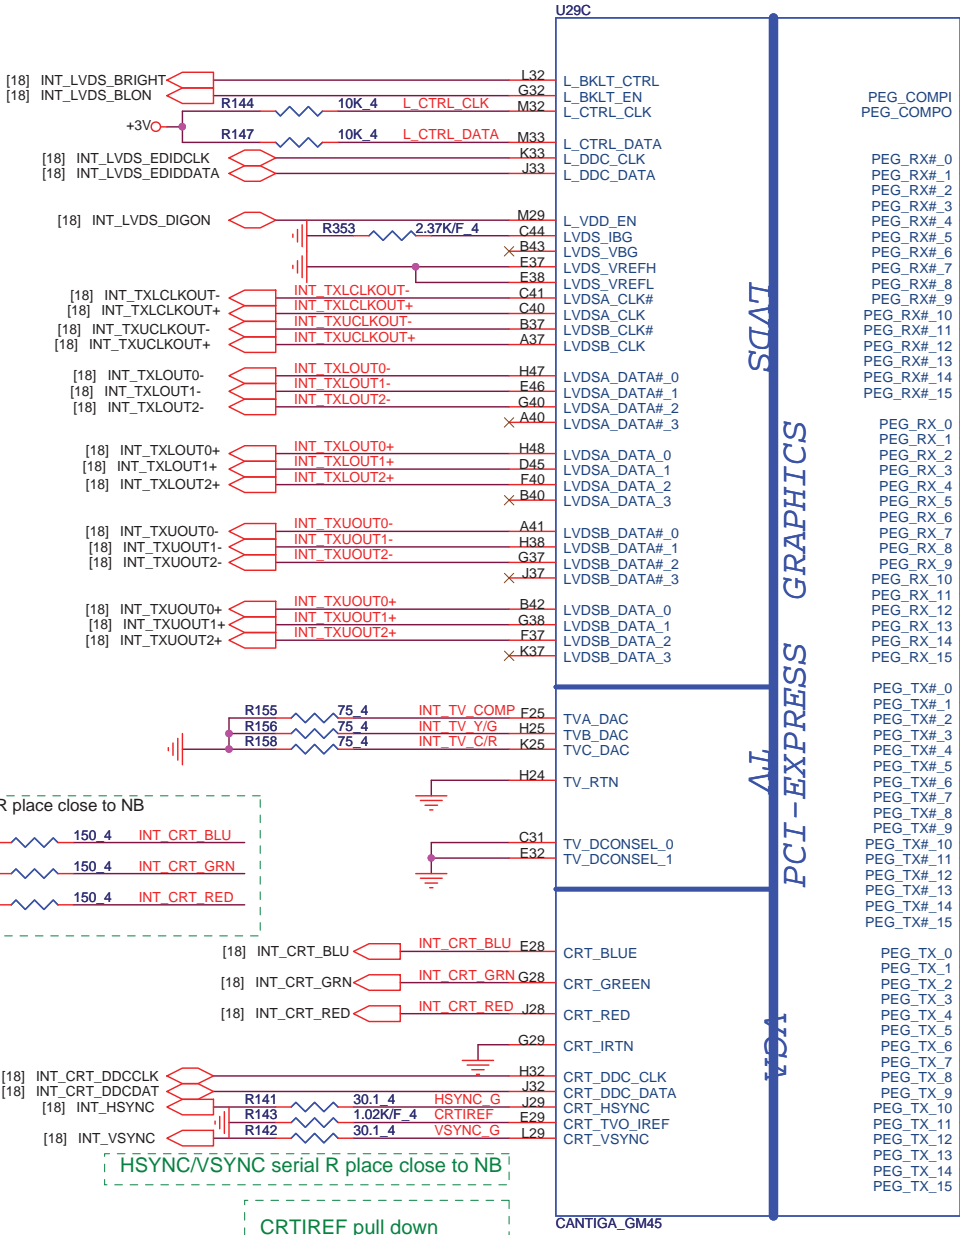 U29C
[18] INT_LVDS_BRIGHT L32 L_BKLT_CTRL
[18] INT_LVDS_BLON G32 L_BKLT_EN PEG_COMPI
R144 10K_4 L_CTRL_CLK M32 L_CTRL_CLK PEG_COMPO
+3V
R147 10K_4 L_CTRL_DATA M33 L_CTRL_DATA
[18] INT_LVDS_EDIDCLK K33 L_DDC_CLK PEG_RX#_0
[18] INT_LVDS_EDIDDATA J33 L_DDC_DATA PEG_RX#_1
PEG_RX#_2
PEG_RX#_3
[18] INT_LVDS_DIGON M29 L_VDD_EN PEG_RX#_4
R353 2.37K/F_4 C44 LVDS_IBG PEG_RX#_5
B43 LVDS_VBG PEG_RX#_6
E37 LVDS_VREFH PEG_RX#_7
E38 LVDS_VREFL PEG_RX#_8
[18] INT_TXLCLKOUT- INT_TXLCLKOUT- C41 LVDSA_CLK# PEG_RX#_9
[18] INT_TXLCLKOUT+ INT_TXLCLKOUT+ C40 LVDSA_CLK PEG_RX#_10
[18] INT_TXUCLKOUT- INT_TXUCLKOUT- B37 LVDSB_CLK# PEG_RX#_11
[18] INT_TXUCLKOUT+ INT_TXUCLKOUT+ A37 LVDSB_CLK PEG_RX#_12
LVDS
PEG_RX#_13
[18] INT_TXLOUT0- INT_TXLOUT0- H47 LVDSA_DATA#_0 PEG_RX#_14
[18] INT_TXLOUT1- INT_TXLOUT1- E46 LVDSA_DATA#_1 PEG_RX#_15
[18] INT_TXLOUT2- INT_TXLOUT2- G40 LVDSA_DATA#_2
A40 LVDSA_DATA#_3 PEG_RX_0
PEG_RX_1
[18] INT_TXLOUT0+ INT_TXLOUT0+ H48 LVDSA_DATA_0 PEG_RX_2
[18] INT_TXLOUT1+ INT_TXLOUT1+ D45 LVDSA_DATA_1 PEG_RX_3
[18] INT_TXLOUT2+ INT_TXLOUT2+ F40 LVDSA_DATA_2 PEG_RX_4
B40 LVDSA_DATA_3 PEG_RX_5
PEG_RX_6
[18] INT_TXUOUT0- INT_TXUOUT0- A41 LVDSB_DATA#_0 PEG_RX_7
[18] INT_TXUOUT1- INT_TXUOUT1- H38 LVDSB_DATA#_1 PEG_RX_8
[18] INT_TXUOUT2- INT_TXUOUT2- G37 LVDSB_DATA#_2 PEG_RX_9
J37 LVDSB_DATA#_3 PEG_RX_10
PEG_RX_11
[18] INT_TXUOUT0+ INT_TXUOUT0+ B42 LVDSB_DATA_0 PEG_RX_12
[18] INT_TXUOUT1+ INT_TXUOUT1+ G38 LVDSB_DATA_1 PEG_RX_13
[18] INT_TXUOUT2+ INT_TXUOUT2+ F37 LVDSB_DATA_2 PEG_RX_14
K37 LVDSB_DATA_3 PEG_RX_15
PCI-EXPRESS GRAPHICS
PEG_TX#_0
PEG_TX#_1
R155 75_4 INT_TV_COMP F25 TVA_DAC PEG_TX#_2
R156 75_4 INT_TV_Y/G H25 TVB_DAC PEG_TX#_3
R158 75_4 INT_TV_C/R K25 TVC_DAC PEG_TX#_4
TV
PEG_TX#_5
H24 TV_RTN PEG_TX#_6
PEG_TX#_7
R place close to NB PEG_TX#_8
PEG_TX#_9
150_4 INT_CRT_BLU C31 TV_DCONSEL_0 PEG_TX#_10
E32 TV_DCONSEL_1 PEG_TX#_11
150_4 INT_CRT_GRN PEG_TX#_12
PEG_TX#_13
150_4 INT_CRT_RED PEG_TX#_14
PEG_TX#_15
[18] INT_CRT_BLU INT_CRT_BLU E28 CRT_BLUE PEG_TX_0
PEG_TX_1
[18] INT_CRT_GRN INT_CRT_GRN G28 CRT_GREEN PEG_TX_2
PEG_TX_3
[18] INT_CRT_RED INT_CRT_RED J28 CRT_RED PEG_TX_4
PEG_TX_5
G29 CRT_IRTN PEG_TX_6
VGA
PEG_TX_7
[18] INT_CRT_DDCCLK H32 CRT_DDC_CLK PEG_TX_8
[18] INT_CRT_DDCDAT J32 CRT_DDC_DATA PEG_TX_9
[18] INT_HSYNC R141 30.1_4 HSYNC_G J29 CRT_HSYNC PEG_TX_10
R143 1.02K/F_4 CRTIREF E29 CRT_TVO_IREF PEG_TX_11
[18] INT_VSYNC R142 30.1_4 VSYNC_G L29 CRT_VSYNC PEG_TX_12
PEG_TX_13
HSYNC/VSYNC serial R place close to NB PEG_TX_14
PEG_TX_15
CRTIREF pull down
CANTIGA_GM45